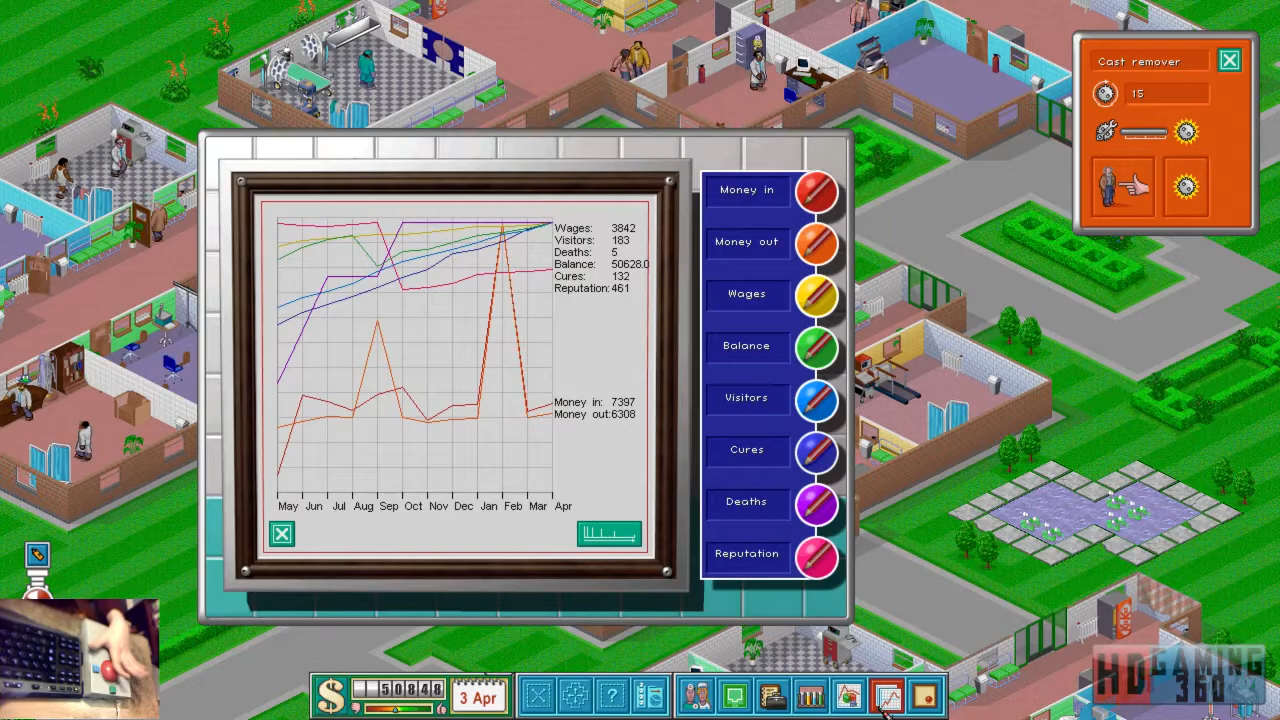 Cast remover
15
Money in
Money out
Wages
Balance
Visitors
Cures
Deaths
Reputation
Wages: 3842
Visitors: 183
Deaths: 5
Balance: 50628.0
Cures: 132
Reputation: 461
Money in: 7397
Money out: 6308
May Jun Jul Aug Sep Oct Nov Dec Jan Feb Mar Apr
$
50848
3 Apr
?
HD GAMING
360